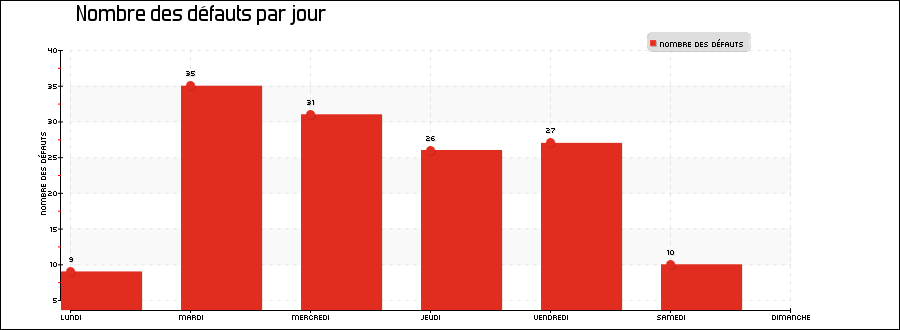 Nombre des défauts par jour
NOMBRE DES DÉFAUTS
40
35
30
25
20
15
10
5
NOMBRE DES DÉFAUTS
9
35
31
26
27
10
LUNDI
MARDI
MERCREDI
JEUDI
VENDREDI
SAMEDI
DIMANCHE